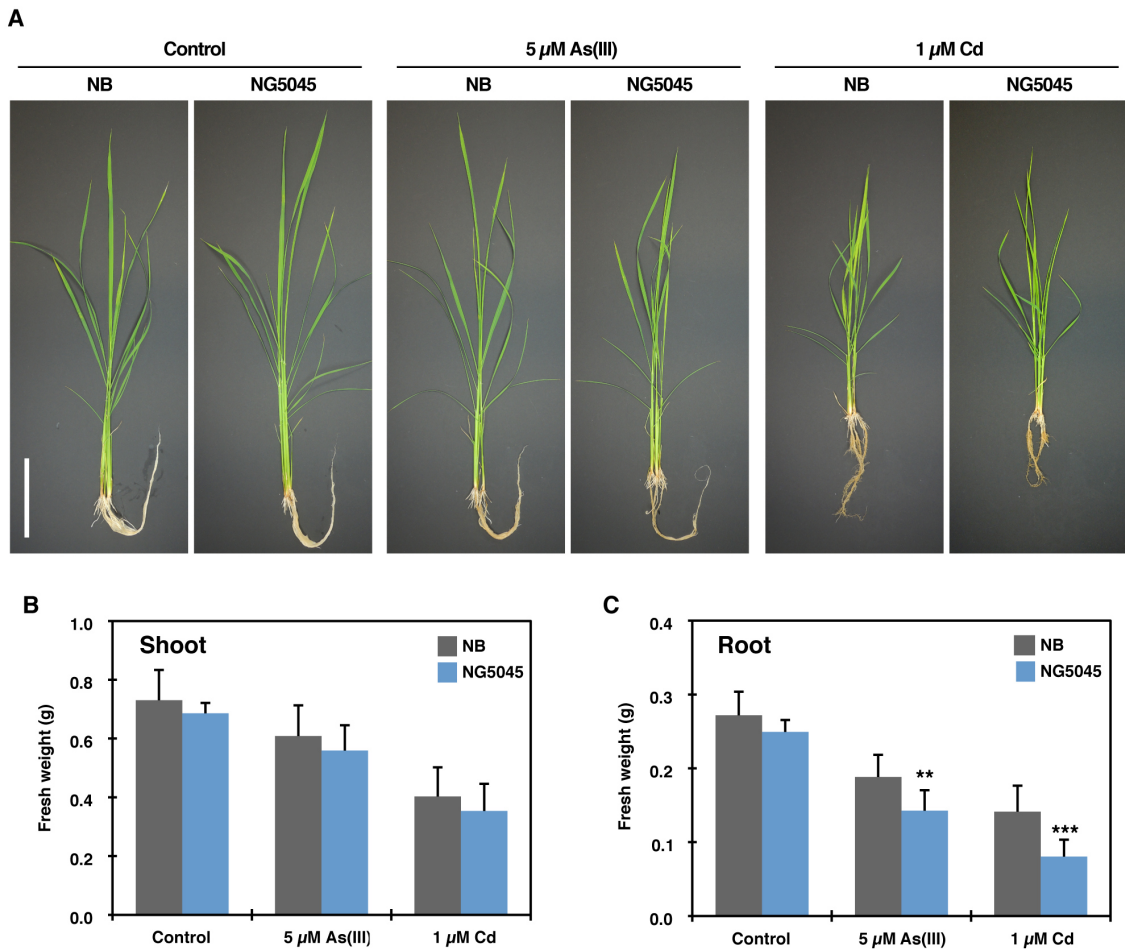 A
Control
5 µM As(III)
1 µM Cd
NB
NG5045
NB
NG5045
NB
NG5045
B
1.0
0.8
0.6
0.4
0.2
0.0
Fresh weight (g)
Shoot
NB
NG5045
Control
5 µM As(III)
1 µM Cd
C
0.4
0.3
0.2
0.1
0.0
Fresh weight (g)
Root
NB
NG5045
**
***
Control
5 µM As(III)
1 µM Cd